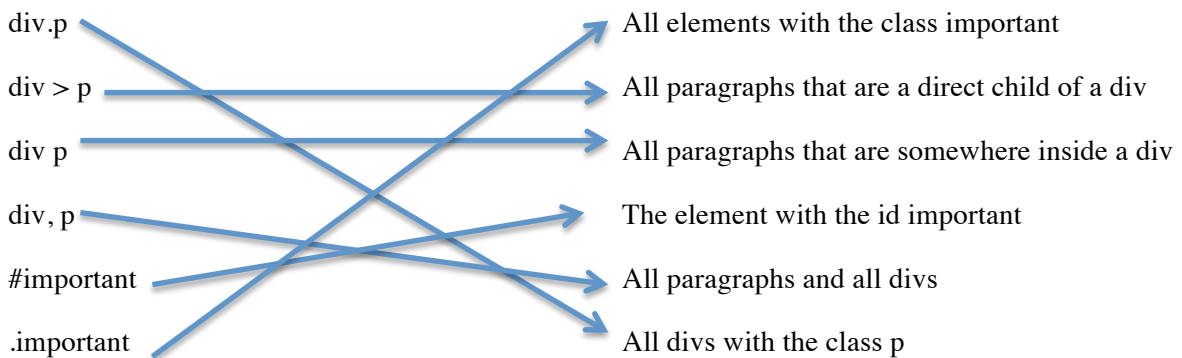 div.p All elements with the class important
div > p All paragraphs that are a direct child of a div
div p All paragraphs that are somewhere inside a div
div, p The element with the id important
#important All paragraphs and all divs
.important All divs with the class p